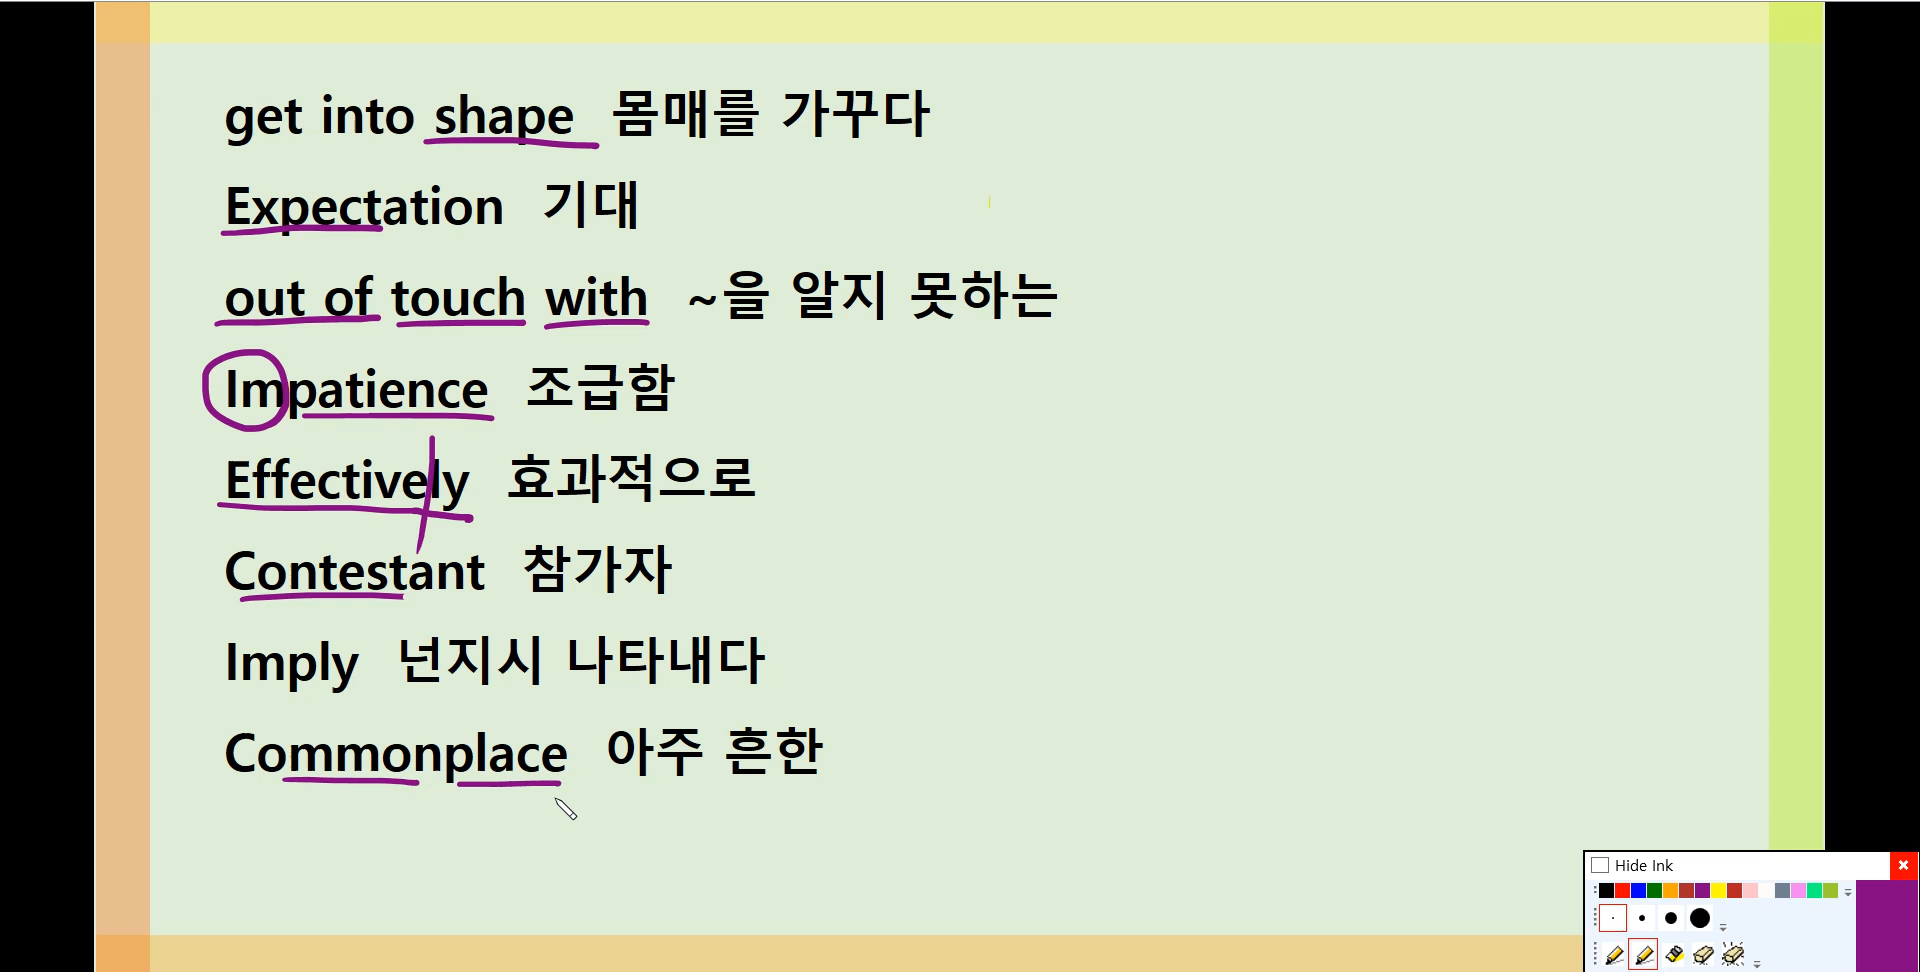 get into shape 몸매를 가꾸다
Expectation 기대
out of touch with ~을 알지 못하는
Impatience 조급함
Effectively 효과적으로
Contestant 참가자
Imply 넌지시 나타내다
Commonplace 아주 흔한
Hide Ink